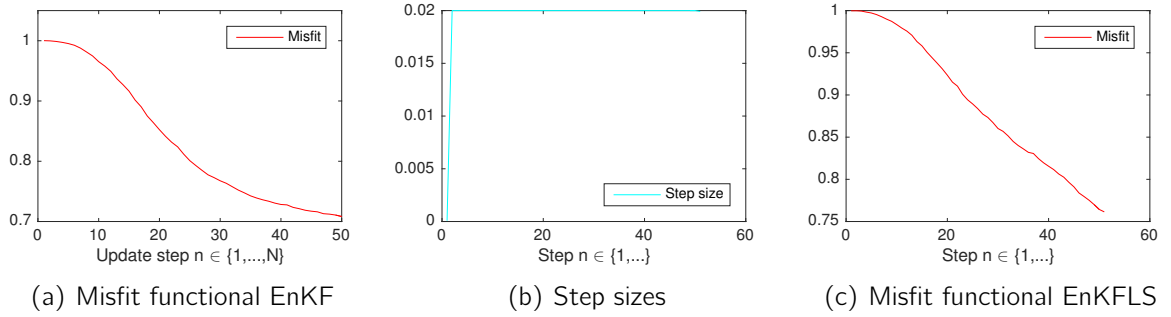 1
0.9
0.8
0.7
0 10 20 30 40 50
Misfit
Update step n ∈ {1,...,N}
(a) Misfit functional EnKF
0.02
0.015
0.01
0.005
0
0 20 40 60
Step size
Step n ∈ {1,...}
(b) Step sizes
1
0.95
0.9
0.85
0.8
0.75
0 20 40 60
Misfit
Step n ∈ {1,...}
(c) Misfit functional EnKFLS